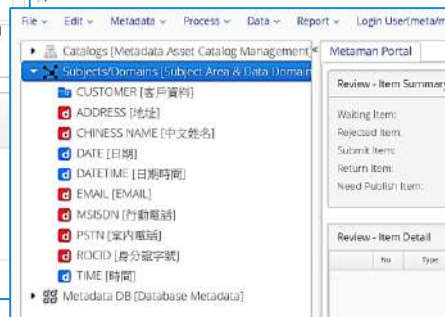 File Edit Metadata Process Data Report Login User(meta/m
Catalogs [Metadata Asset Catalog Management]
Metaman Portal
Subjects/Domains [Subject Area & Data Domain
CUSTOMER [客戶資料]
ADDRESS [地址]
CHINESS NAME [中文姓名]
DATE [日期]
DATETIME [日期時間]
EMAIL [EMAIL]
MSISDN [行動電話]
PSTN [室內電話]
ROCID [身分證字號]
TIME [時間]
Metadata DB [Database Metadata]
Review - Item Summary
Waiting Item:
Rejected Item:
Submit Item:
Return Item:
Need Publish Item:
Review - Item Detail
No Type